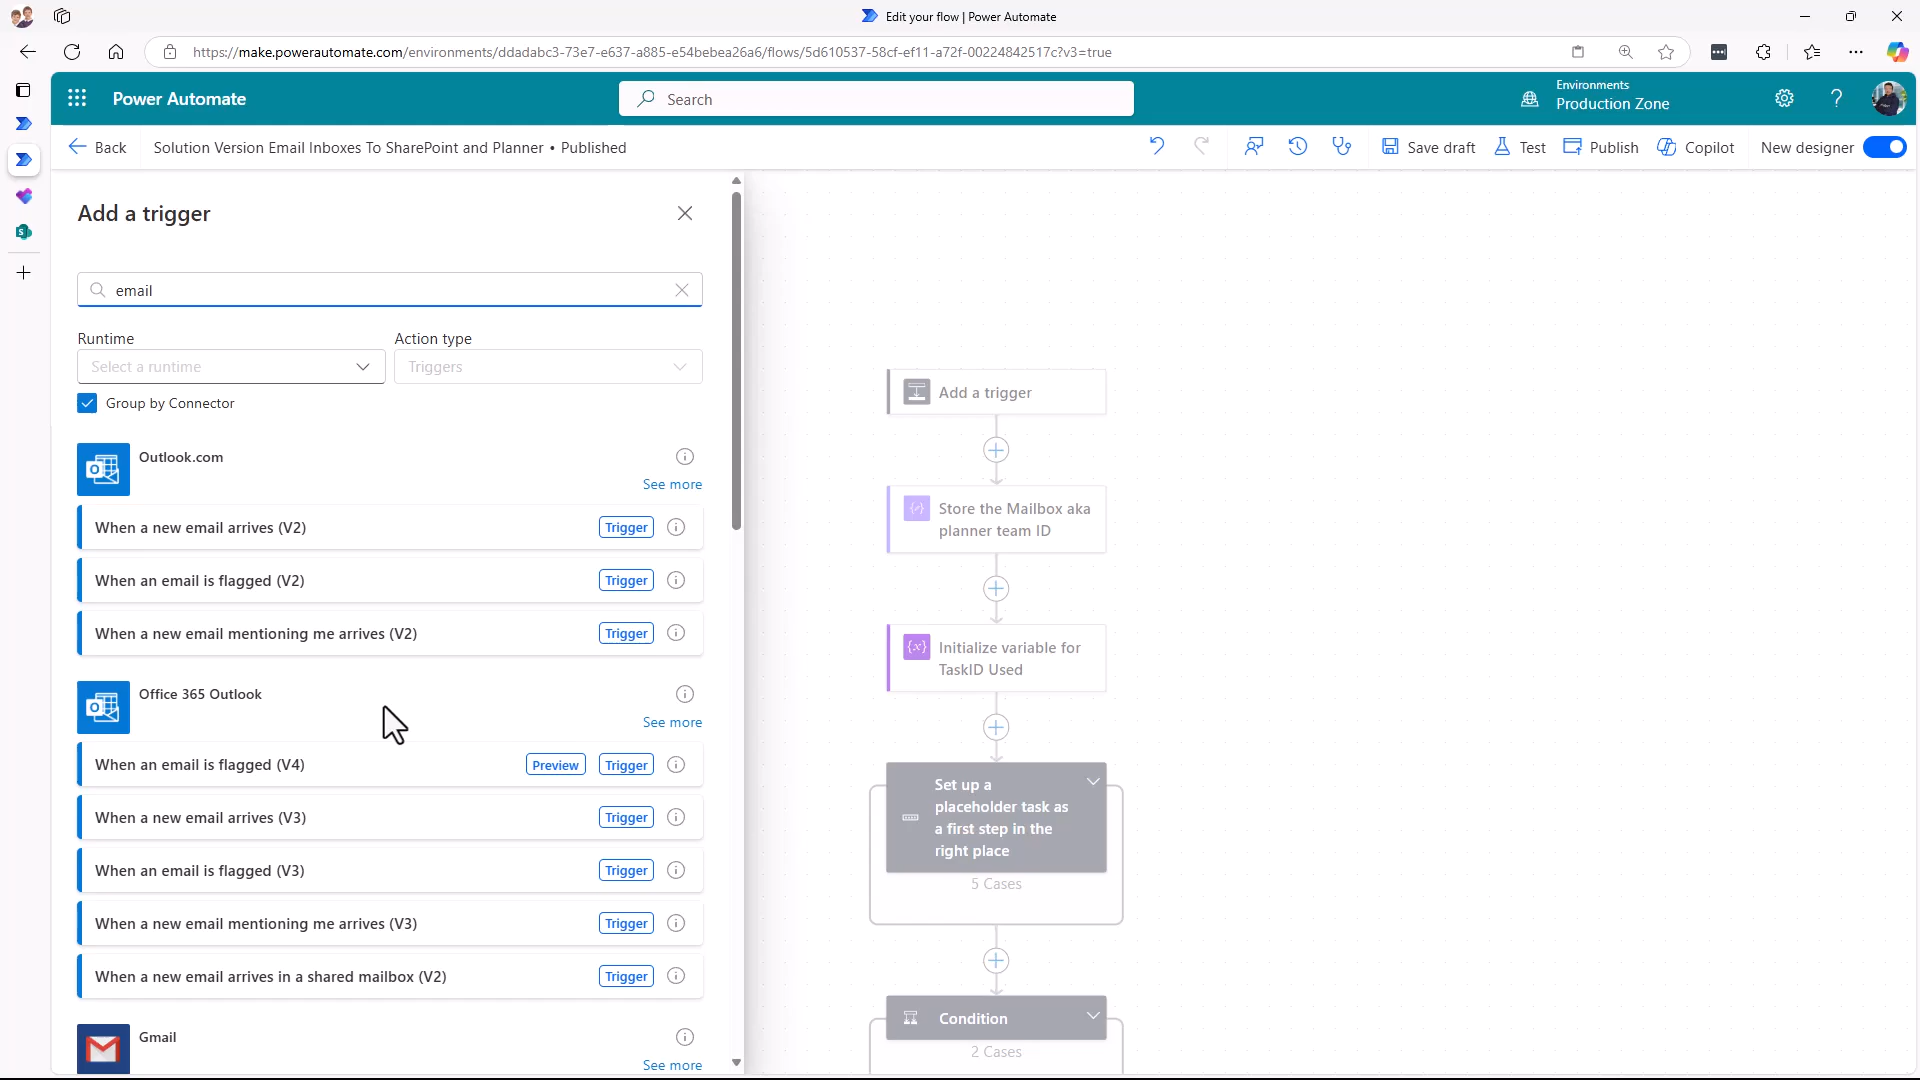 Edit your flow | Power Automate
https://make.powerautomate.com/environments/ddadabc3-73e7-e637-a885-e54bebea26a6/flows/5d610537-58cf-ef11-a72f-00224842517c?v3=true
Power Automate
Search
Environments
Production Zone
Back
Solution Version Email Inboxes To SharePoint and Planner • Published
Save draft
Test
Publish
Copilot
New designer
Add a trigger
email
Runtime
Action type
Select a runtime
Triggers
Group by Connector
Outlook.com
See more
When a new email arrives (V2)
Trigger
When an email is flagged (V2)
Trigger
When a new email mentioning me arrives (V2)
Trigger
Office 365 Outlook
See more
When an email is flagged (V4)
Preview
Trigger
When a new email arrives (V3)
Trigger
When an email is flagged (V3)
Trigger
When a new email mentioning me arrives (V3)
Trigger
When a new email arrives in a shared mailbox (V2)
Trigger
Gmail
See more
Add a trigger
Store the Mailbox aka
planner team ID
Initialize variable for
TaskID Used
Set up a
placeholder task as
a first step in the
right place
5 Cases
Condition
2 Cases